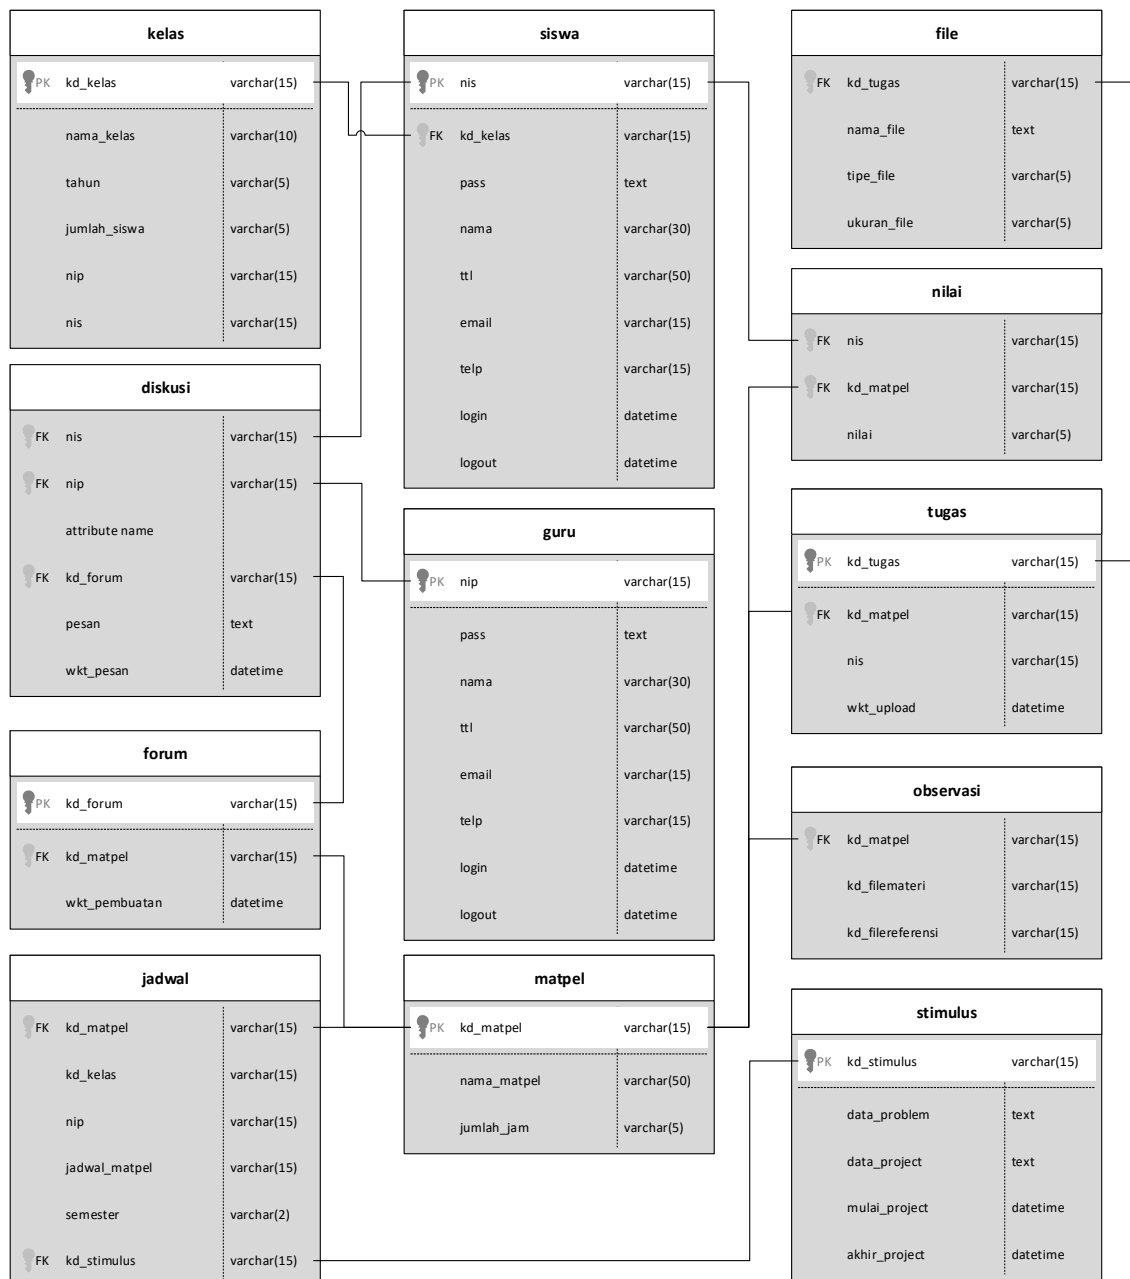 kelas
PK kd_kelas varchar(15)
nama_kelas varchar(10)
tahun varchar(5)
jumlah_siswa varchar(5)
nip varchar(15)
nis varchar(15)
diskusi
FK nis varchar(15)
FK nip varchar(15)
attribute name
FK kd_forum varchar(15)
pesan text
wkt_pesan datetime
forum
PK kd_forum varchar(15)
FK kd_matpel varchar(15)
wkt_pembuatan datetime
jadwal
FK kd_matpel varchar(15)
kd_kelas varchar(15)
nip varchar(15)
jadwal_matpel varchar(15)
semester varchar(2)
FK kd_stimulus varchar(15)
siswa
PK nis varchar(15)
FK kd_kelas varchar(15)
pass text
nama varchar(30)
ttl varchar(50)
email varchar(15)
telp varchar(15)
login datetime
logout datetime
guru
PK nip varchar(15)
pass text
nama varchar(30)
ttl varchar(50)
email varchar(15)
telp varchar(15)
login datetime
logout datetime
matpel
PK kd_matpel varchar(15)
nama_matpel varchar(50)
jumlah_jam varchar(5)
file
FK kd_tugas varchar(15)
nama_file text
tipe_file varchar(5)
ukuran_file varchar(5)
nilai
FK nis varchar(15)
FK kd_matpel varchar(15)
nilai varchar(5)
tugas
PK kd_tugas varchar(15)
FK kd_matpel varchar(15)
nis varchar(15)
wkt_upload datetime
observasi
FK kd_matpel varchar(15)
kd_filemateri varchar(15)
kd_filereferensi varchar(15)
stimulus
PK kd_stimulus varchar(15)
data_problem text
data_project text
mulai_project datetime
akhir_project datetime